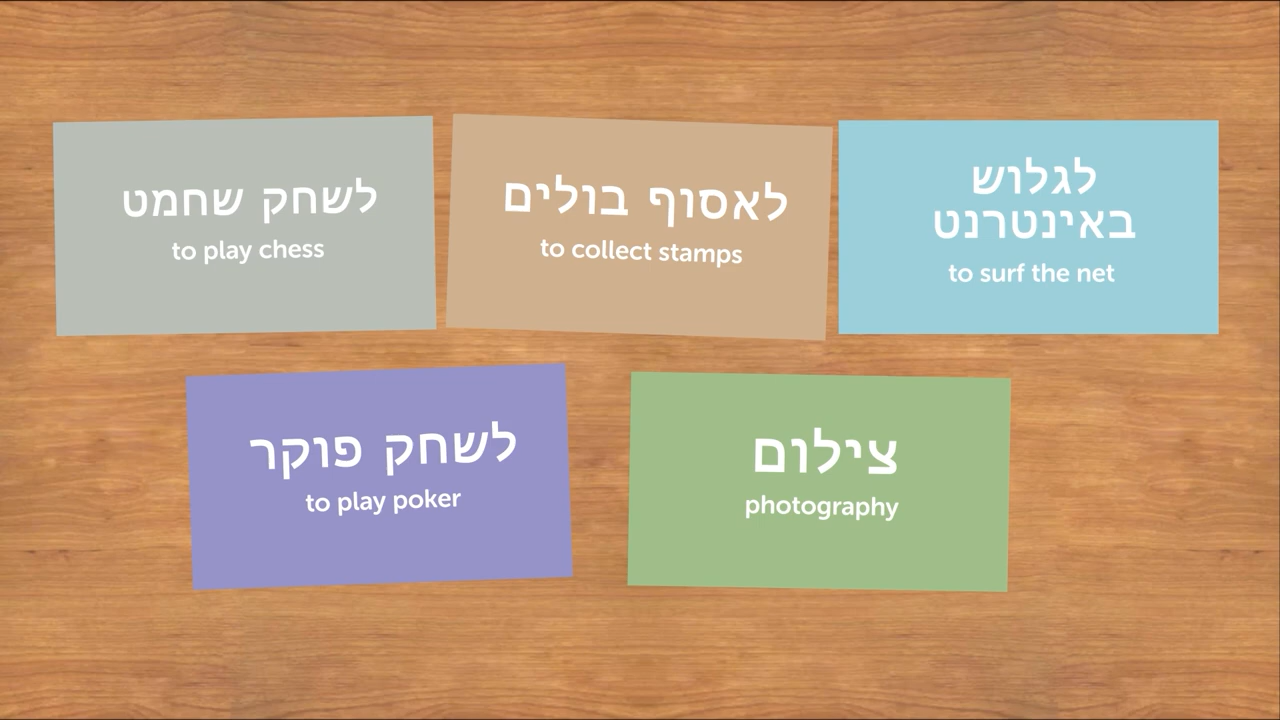 לשחק שחמט
to play chess
לאסוף בולים
to collect stamps
לגלוש
באינטרנט
to surf the net
לשחק פוקר
to play poker
צילום
photography